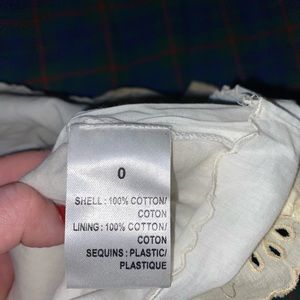 0
SHELL: 100% COTTON/
COTON
LINING: 100% COTTON/
COTON
SEQUINS: PLASTIC/
PLASTIQUE